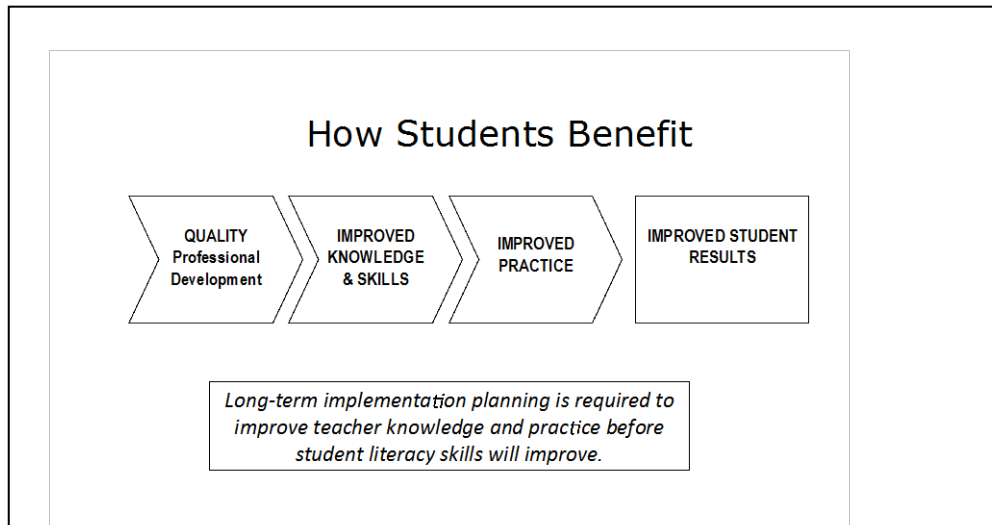 How Students Benefit
QUALITY
Professional
Development
IMPROVED
KNOWLEDGE
& SKILLS
IMPROVED
PRACTICE
IMPROVED STUDENT
RESULTS
Long-term implementation planning is required to
improve teacher knowledge and practice before
student literacy skills will improve.